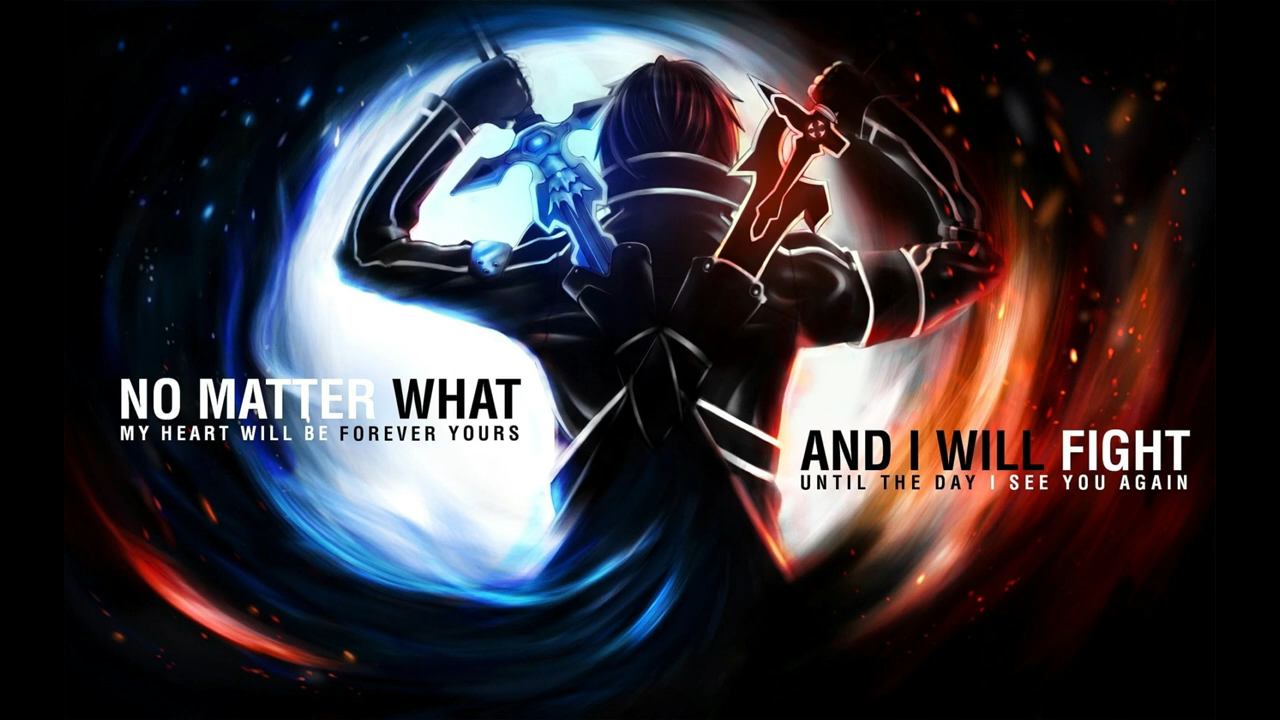 NO MATTER WHAT
MY HEART WILL BE FOREVER YOURS
AND I WILL FIGHT
UNTIL THE DAY I SEE YOU AGAIN